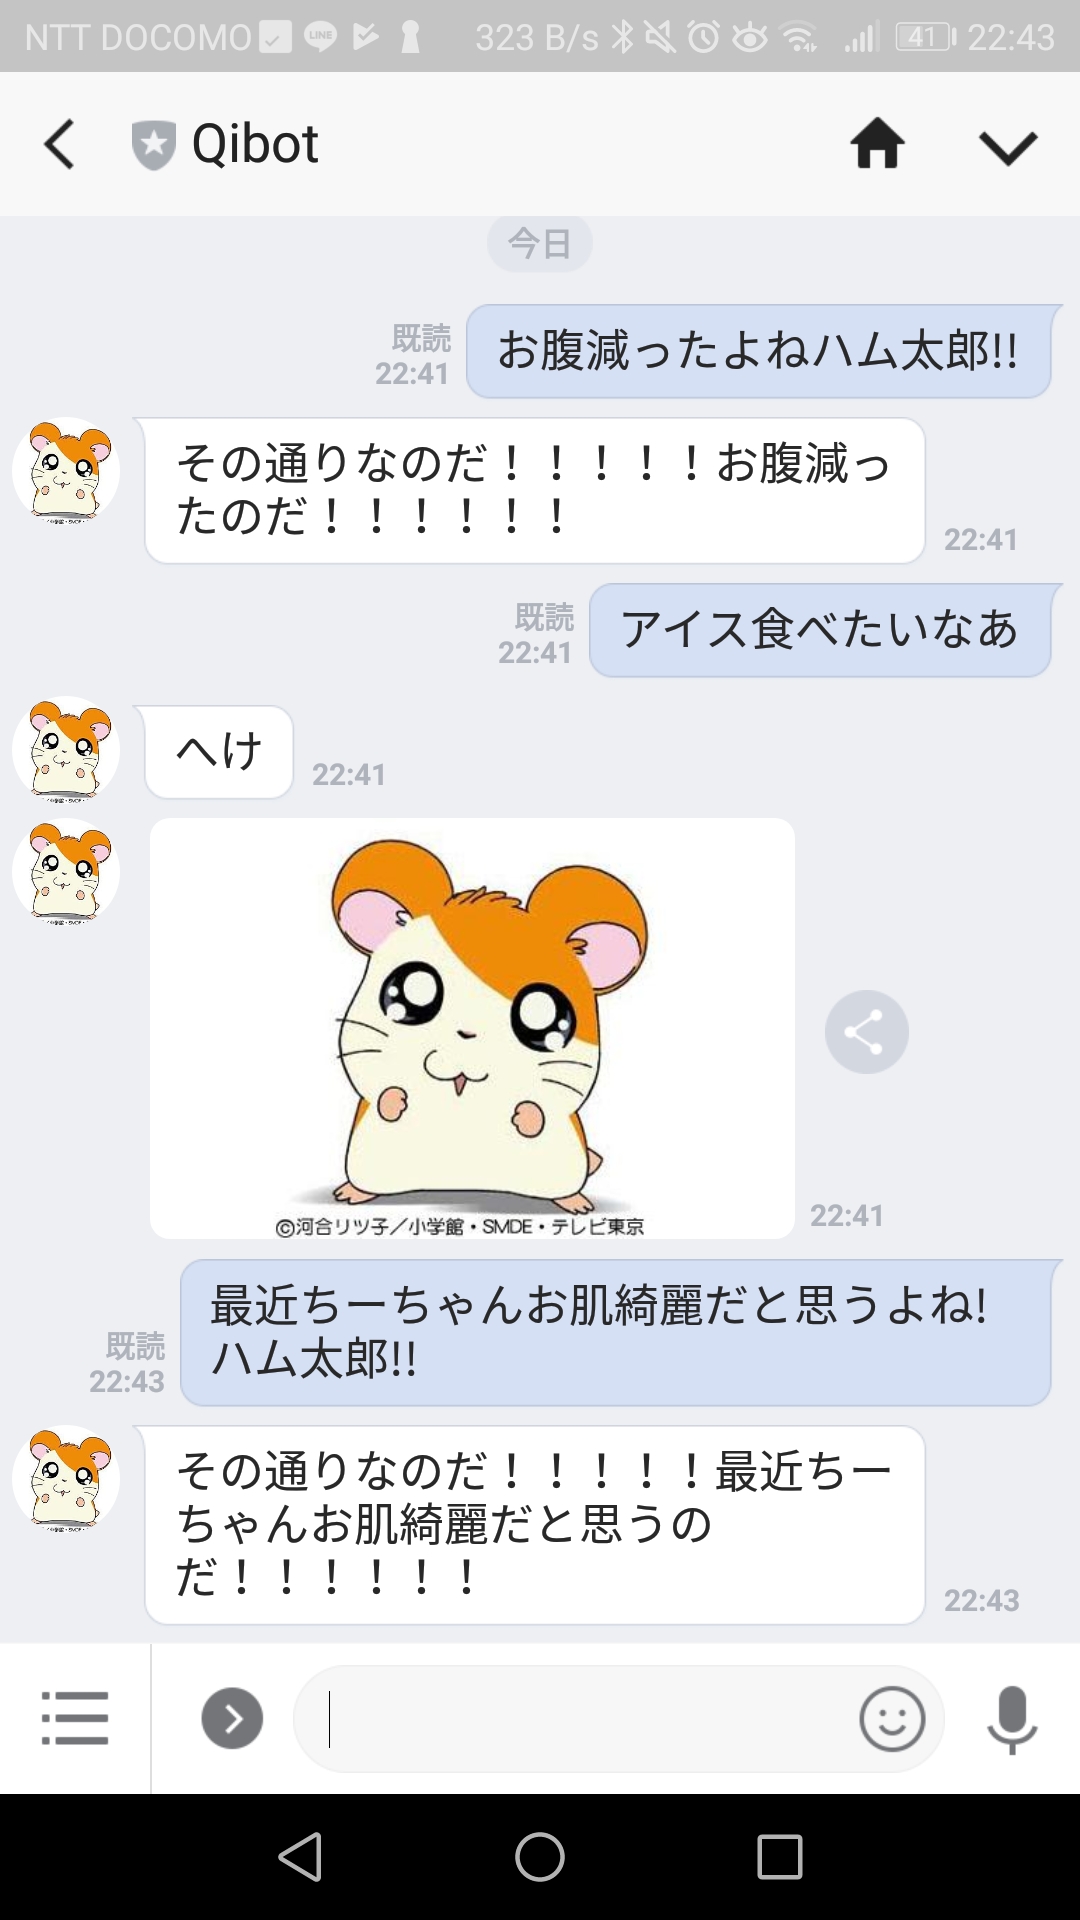 NTT DOCOMO LINE 323 B/s 41 22:43
Qibot
今日
既読
22:41
お腹減ったよねハム太郎!!
その通りなのだ！！！！！お腹減っ
たのだ！！！！！！
22:41
既読
22:41
アイス食べたいなあ
へけ
22:41
©河合リツ子／小学館・SMDE・テレビ東京
22:41
最近ちーちゃんお肌綺麗だと思うよね!
ハム太郎!!
既読
22:43
その通りなのだ！！！！！最近ちー
ちゃんお肌綺麗だと思うの
だ！！！！！！
22:43